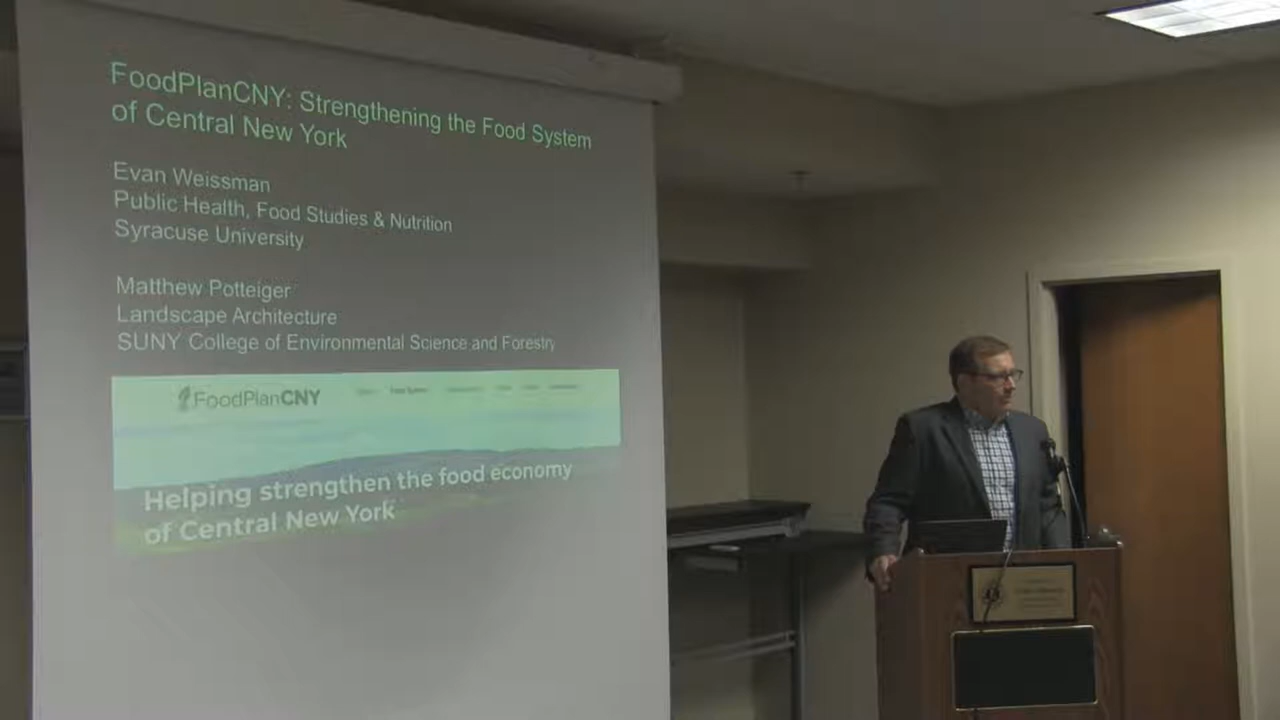 FoodPlanCNY: Strengthening the Food System
of Central New York
Evan Weissman
Public Health, Food Studies & Nutrition
Syracuse University
Matthew Potteiger
Landscape Architecture
SUNY College of Environmental Science and Forestry
FoodPlanCNY
Helping strengthen the food economy
of Central New York